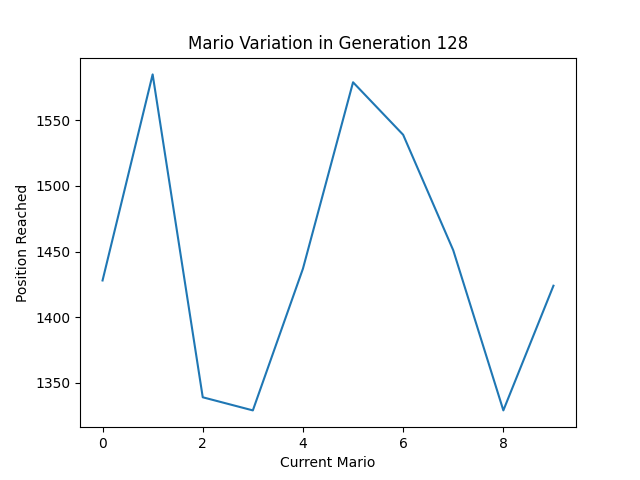 Mario Variation in Generation 128
Position Reached
1550
1500
1450
1400
1350
0 2 4 6 8
Current Mario